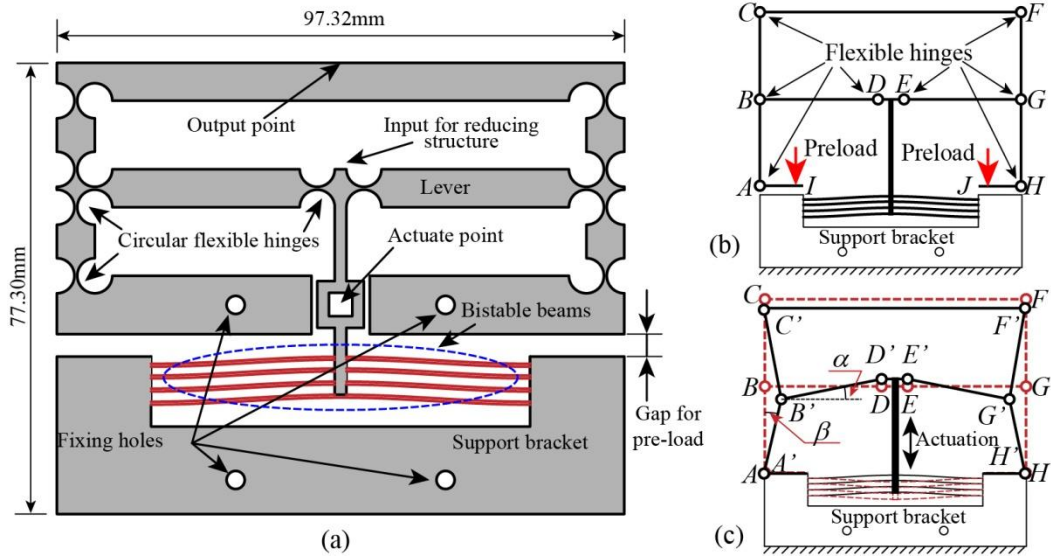 97.32mm
77.30mm
Output point
Input for reducing
structure
Lever
Circular flexible hinges
Actuate point
Bistable beams
Gap for
pre-load
Fixing holes
Support bracket
(a)
C
F
Flexible hinges
D
E
B
G
Preload
Preload
A
I
J
H
Support bracket
(b)
C
F
C'
F'
D'
E'
α
B
D
E
G
B'
G'
β
Actuation
A
A'
H'
H
Support bracket
(c)